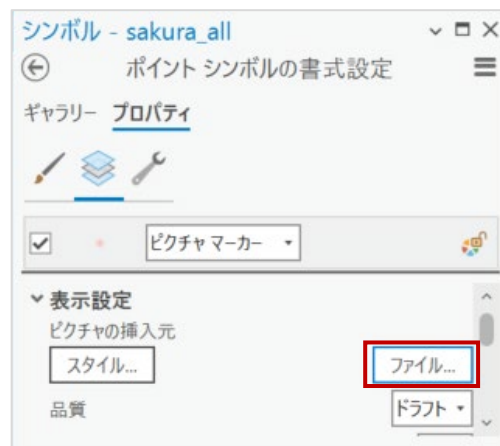 シンボル - sakura_all
ポイント シンボルの書式設定
ギャラリー プロパティ
ピクチャ マーカー
表示設定
ピクチャの挿入元
スタイル... ファイル...
品質 ドラフト